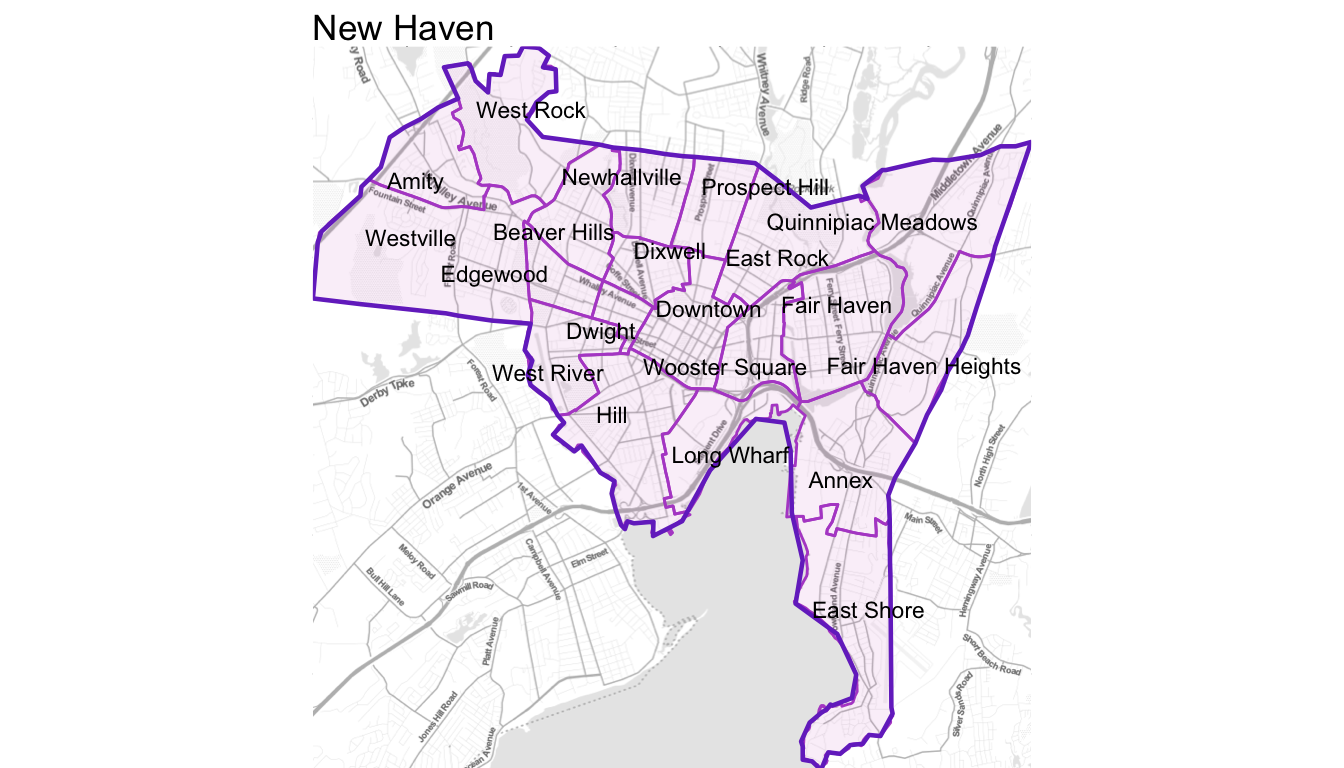 New Haven
Whitney Avenue
Ridge Road
West Rock
Middletown Avenue
Newhallville
Prospect Hill
Amity
Fountain Street
Quinnipiac Meadows
Westville
Beaver Hills
Dixwell
East Rock
Edgewood
Whalley Avenue
Quinnipiac Avenue
Downtown
Fair Haven
Ferry Street
Dwight
Wooster Square
Fair Haven Heights
West River
Forest Road
Derby Tpke
Hill
Long Wharf
North High Street
Annex
Orange Avenue
1st Avenue
Main Street
Meloy Road
Campbell Avenue
Elm Street
Bull Hill Lane
Sawmill Road
Hemingway Avenue
East Shore
Platt Avenue
Short Beach Road
Jones Hill Road
Silver Sands Road